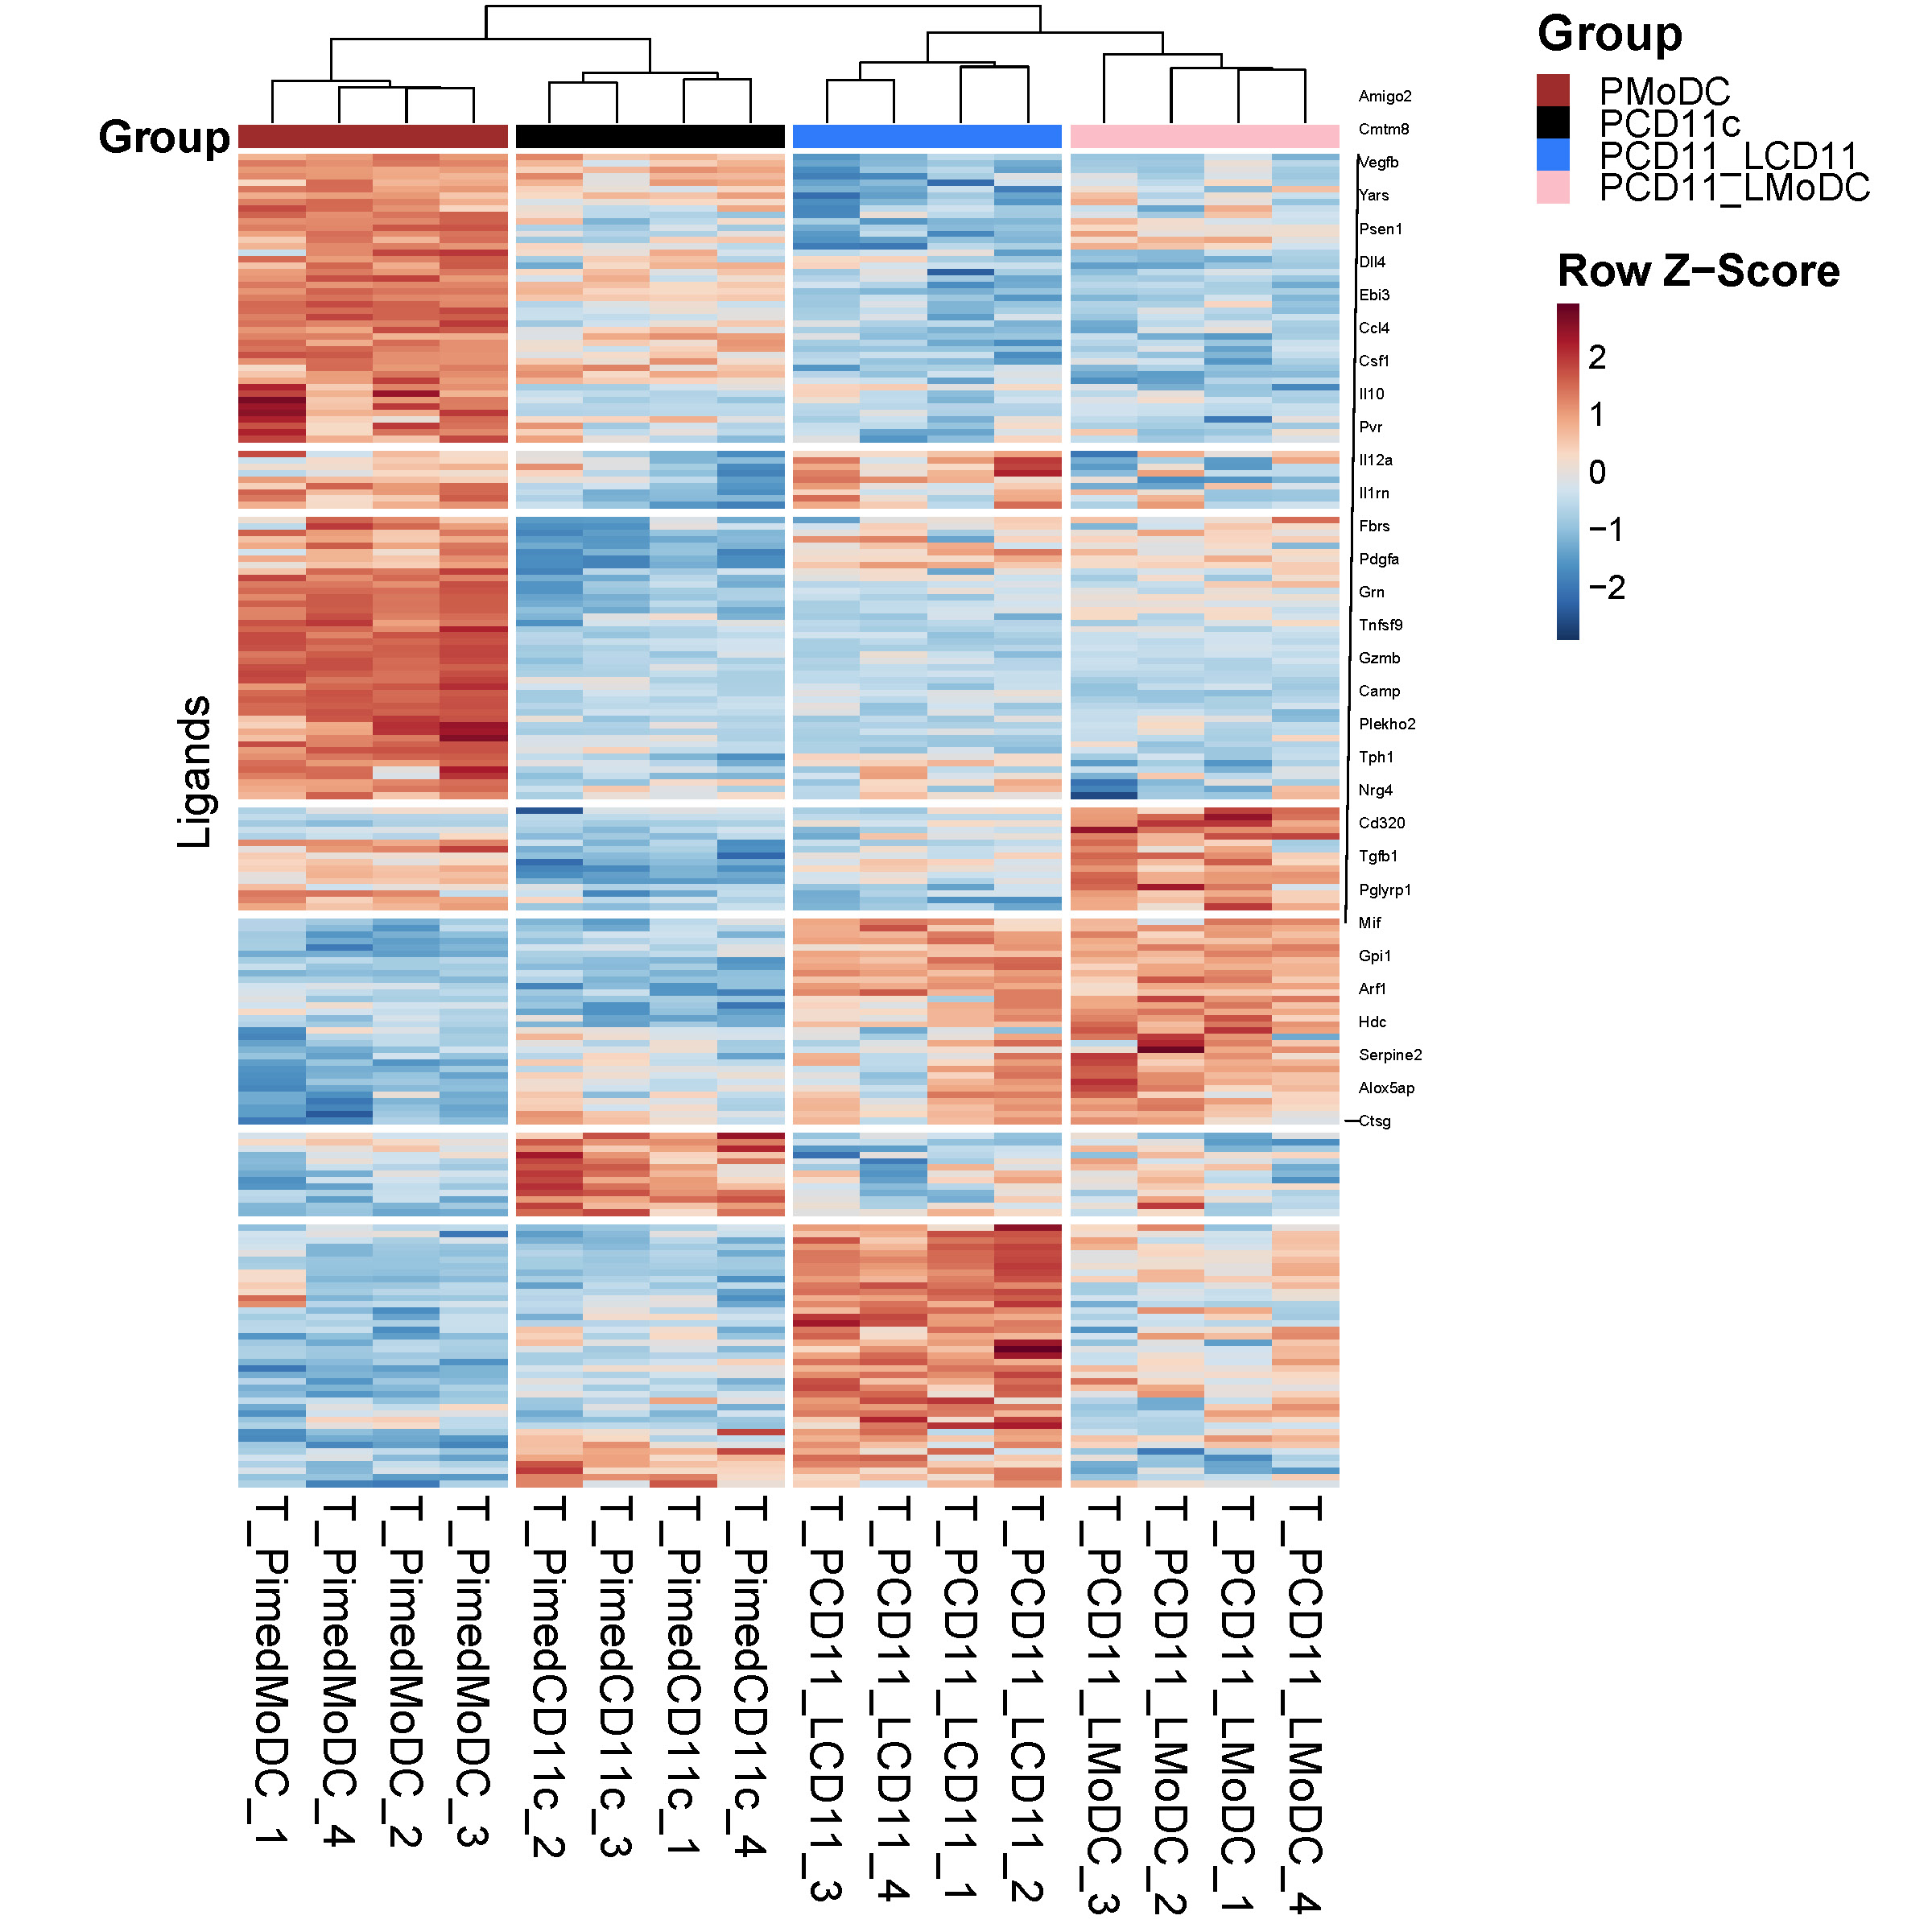 Group
PMoDC
PCD11c
PCD11_LCD11
PCD11_LMoDC
Row Z−Score
2
1
0
−1
−2
Group
Ligands
Amigo2
Cmtm8
Vegfb
Yars
Psen1
Dll4
Ebi3
Ccl4
Csf1
Il10
Pvr
Il12a
Il1rn
Fbrs
Pdgfa
Grn
Tnfsf9
Gzmb
Camp
Plekho2
Tph1
Nrg4
Cd320
Tgfb1
Pglyrp1
Mif
Gpi1
Arf1
Hdc
Serpine2
Alox5ap
Ctsg
T_PimedMoDC_1
T_PimedMoDC_4
T_PimedMoDC_2
T_PimedMoDC_3
T_PimedCD11c_2
T_PimedCD11c_3
T_PimedCD11c_1
T_PimedCD11c_4
T_PCD11_LCD11_3
T_PCD11_LCD11_4
T_PCD11_LCD11_1
T_PCD11_LCD11_2
T_PCD11_LMoDC_3
T_PCD11_LMoDC_2
T_PCD11_LMoDC_1
T_PCD11_LMoDC_4